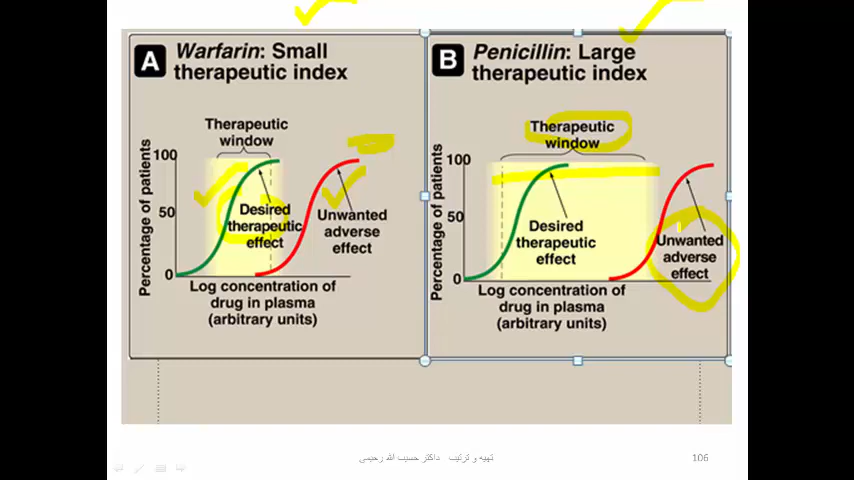 A
Warfarin: Small
therapeutic index
Therapeutic
window
Percentage of patients
100
50
0
Desired
therapeutic
effect
Unwanted
adverse
effect
Log concentration of
drug in plasma
(arbitrary units)
B
Penicillin: Large
therapeutic index
Therapeutic
window
Percentage of patients
100
50
0
Desired
therapeutic
effect
Unwanted
adverse
effect
Log concentration of
drug in plasma
(arbitrary units)
تهیه و ترتیب داکتر حسیب الله رحیمی
106